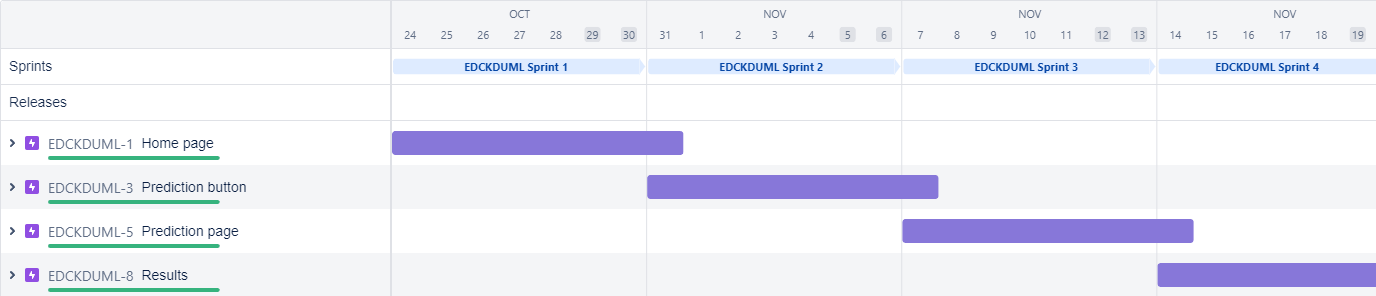 OCT NOV NOV NOV
24 25 26 27 28 29 30 31 1 2 3 4 5 6 7 8 9 10 11 12 13 14 15 16 17 18 19
Sprints EDCKDUML Sprint 1 EDCKDUML Sprint 2 EDCKDUML Sprint 3 EDCKDUML Sprint 4
Releases
EDCKDUML-1 Home page
EDCKDUML-3 Prediction button
EDCKDUML-5 Prediction page
EDCKDUML-8 Results